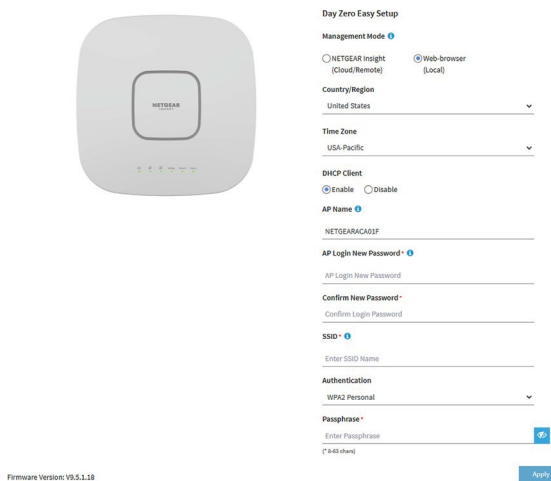 NETGEAR
Day Zero Easy Setup
Management Mode
NETGEAR Insight
(Cloud/Remote)
Web-browser
(Local)
Country/Region
United States
Time Zone
USA-Pacific
DHCP Client
Enable
Disable
AP Name
NETGEARACA01F
AP Login New Password *
AP Login New Password
Confirm New Password *
Confirm Login Password
SSID *
Enter SSID Name
Authentication
WPA2 Personal
Passphrase *
Enter Passphrase
(* 8-63 chars)
Firmware Version: V9.5.1.18
Apply